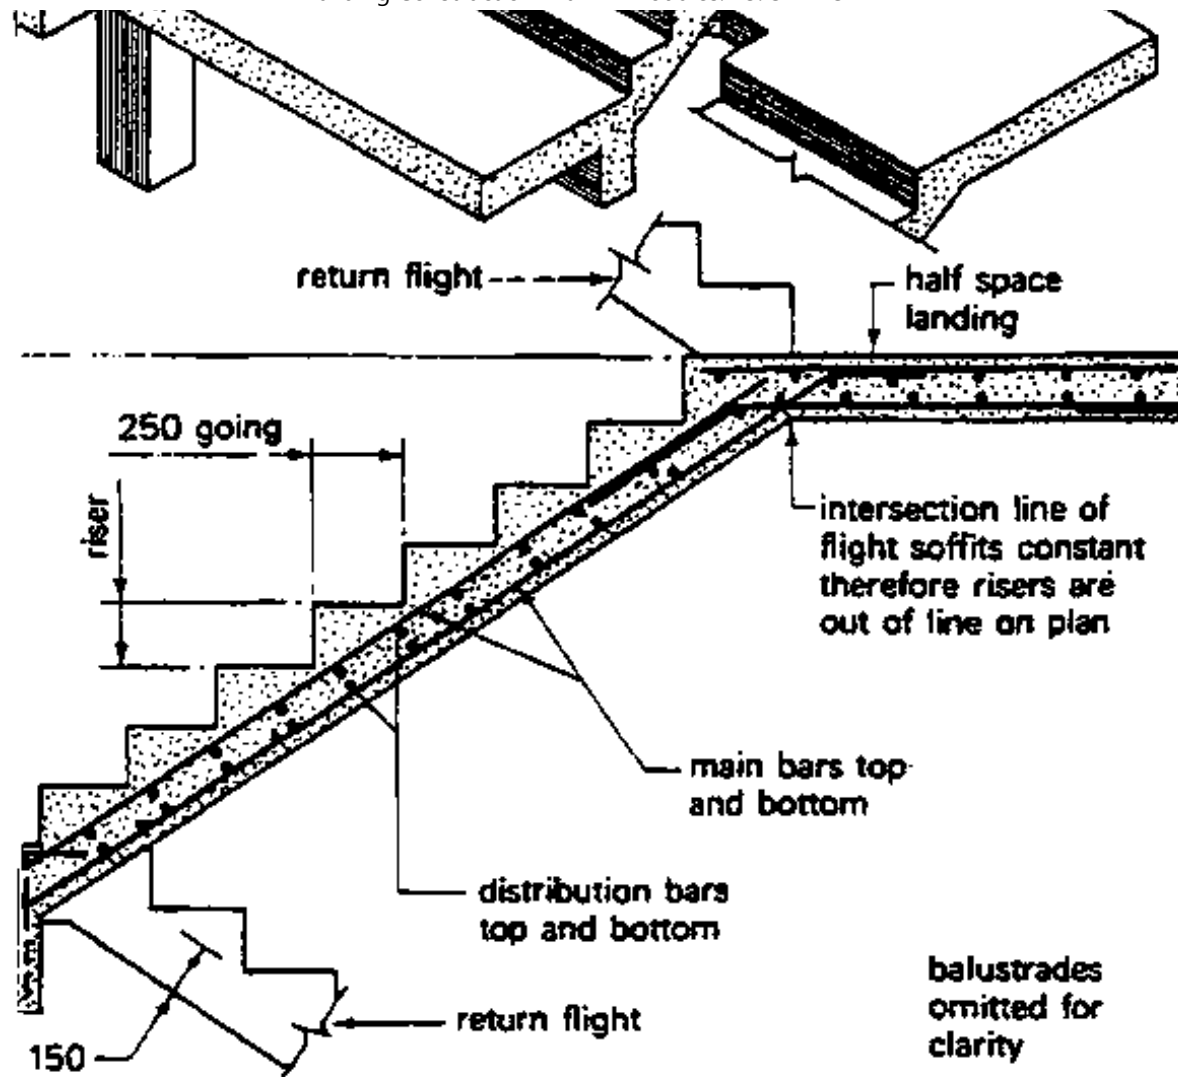 return flight
half space
landing
250 going
riser
intersection line of
flight soffits constant
therefore risers are
out of line on plan
main bars top
and bottom
distribution bars
top and bottom
balustrades
omitted for
clarity
return flight
150